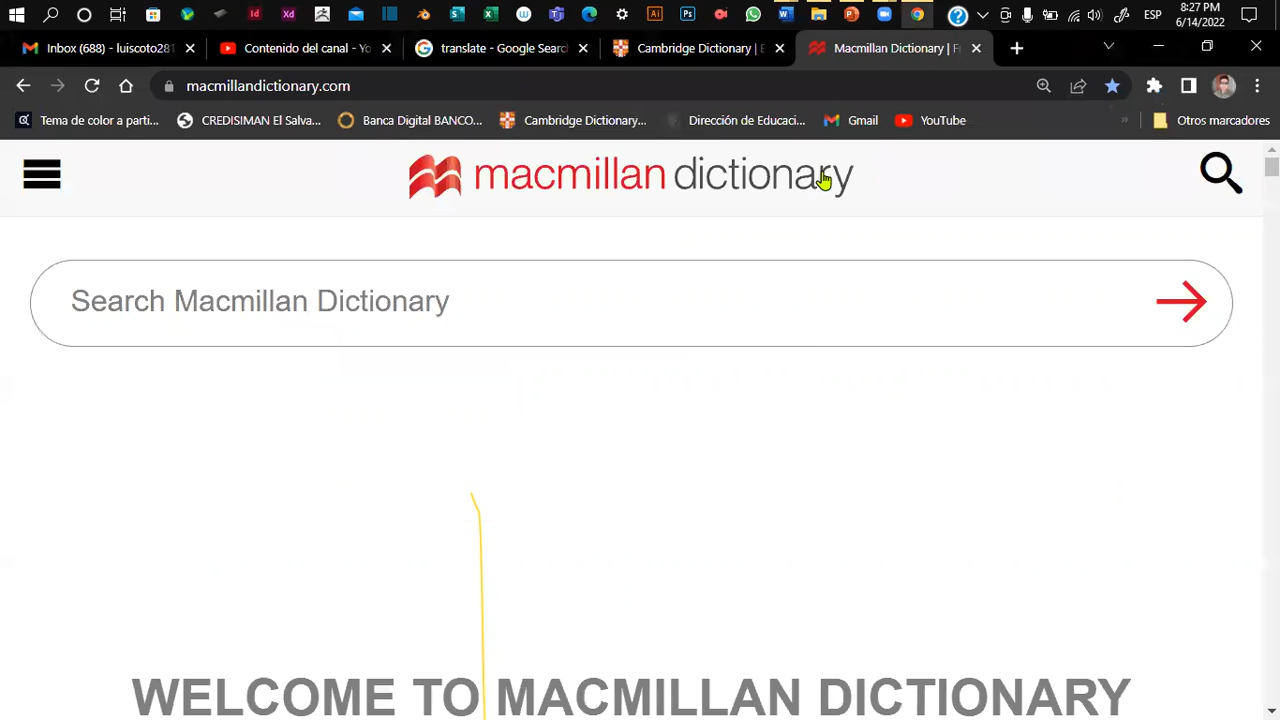 ESP
8:27 PM
6/14/2022
Inbox (688) - luiscoto281
Contenido del canal - Yo
translate - Google Searc
Cambridge Dictionary | E
Macmillan Dictionary | F
macmillandictionary.com
Tema de color a parti...
CREDISIMAN El Salva...
Banca Digital BANCO...
Cambridge Dictionary...
Dirección de Educaci...
Gmail
YouTube
Otros marcadores
macmillan dictionary
Search Macmillan Dictionary
WELCOME TO MACMILLAN DICTIONARY